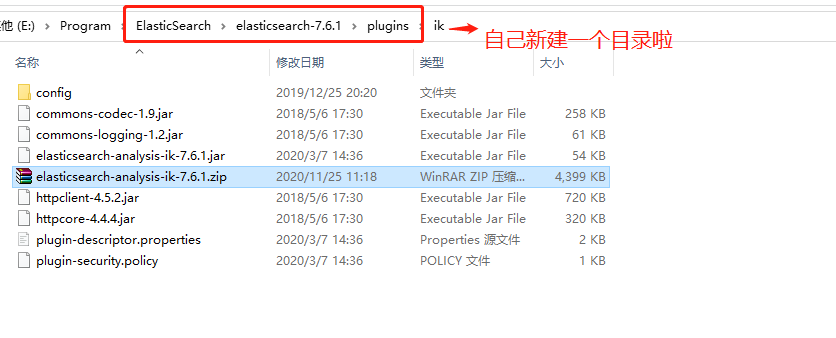 他 (E:) > Program > ElasticSearch > elasticsearch-7.6.1 > plugins > ik
自己新建一个目录啦
名称 修改日期 类型 大小
config 2019/12/25 20:20 文件夹
commons-codec-1.9.jar 2018/5/6 17:30 Executable Jar File 258 KB
commons-logging-1.2.jar 2018/5/6 17:30 Executable Jar File 61 KB
elasticsearch-analysis-ik-7.6.1.jar 2020/3/7 14:36 Executable Jar File 54 KB
elasticsearch-analysis-ik-7.6.1.zip 2020/11/25 11:18 WinRAR ZIP 压缩... 4,399 KB
httpclient-4.5.2.jar 2018/5/6 17:30 Executable Jar File 720 KB
httpcore-4.4.4.jar 2018/5/6 17:30 Executable Jar File 320 KB
plugin-descriptor.properties 2020/3/7 14:36 Properties 源文件 2 KB
plugin-security.policy 2020/3/7 14:36 POLICY 文件 1 KB